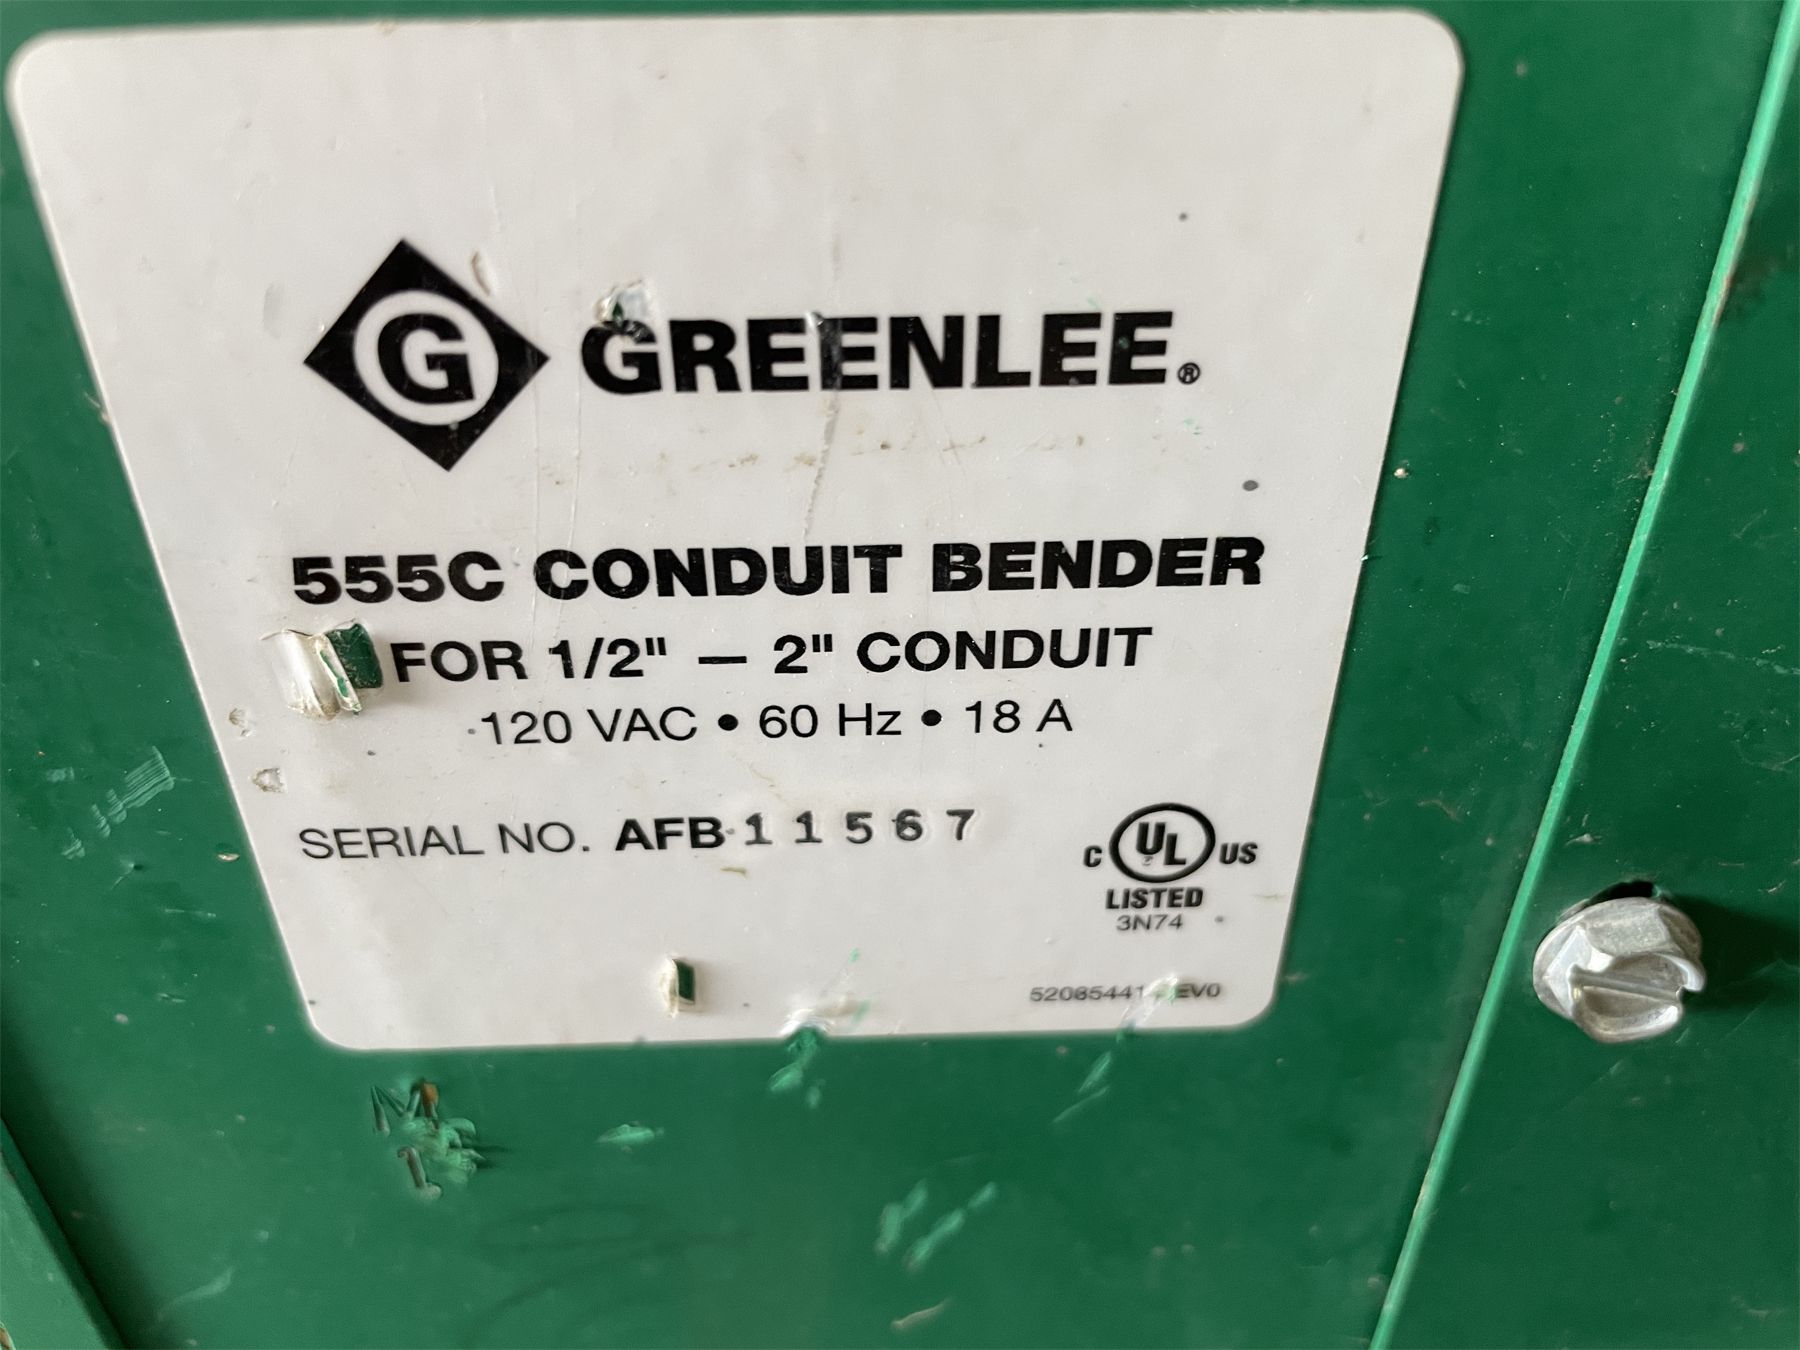 G GREENLEE®
555C CONDUIT BENDER
FOR 1/2" — 2" CONDUIT
120 VAC • 60 Hz • 18 A
SERIAL NO. AFB 11567
C UL US
LISTED
3N74